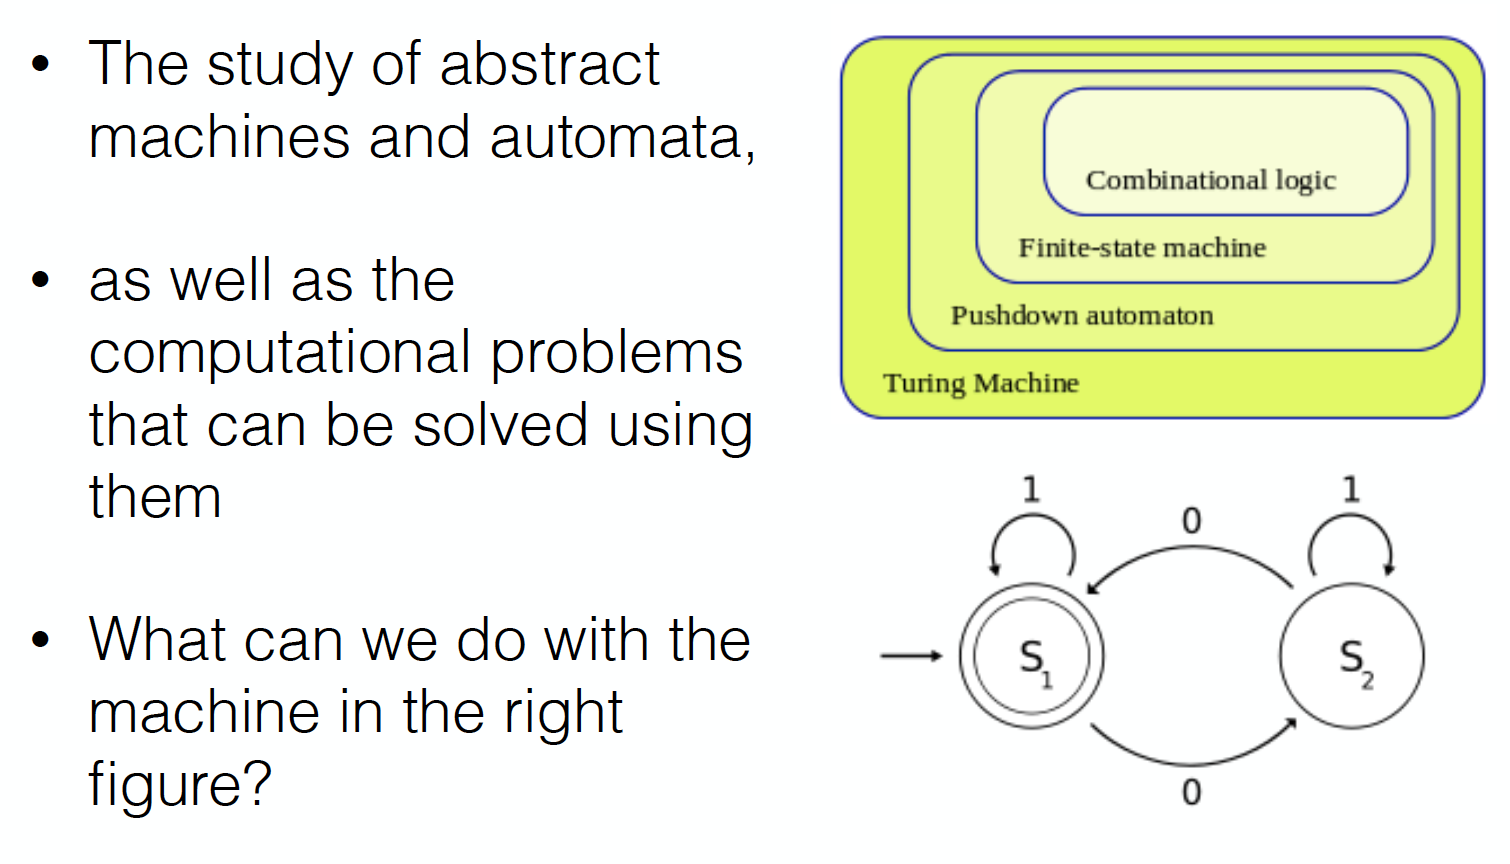 • The study of abstract
machines and automata,
• as well as the
computational problems
that can be solved using
them
• What can we do with the
machine in the right
figure?
Combinational logic
Finite-state machine
Pushdown automaton
Turing Machine
1
1
0
S1
S2
0